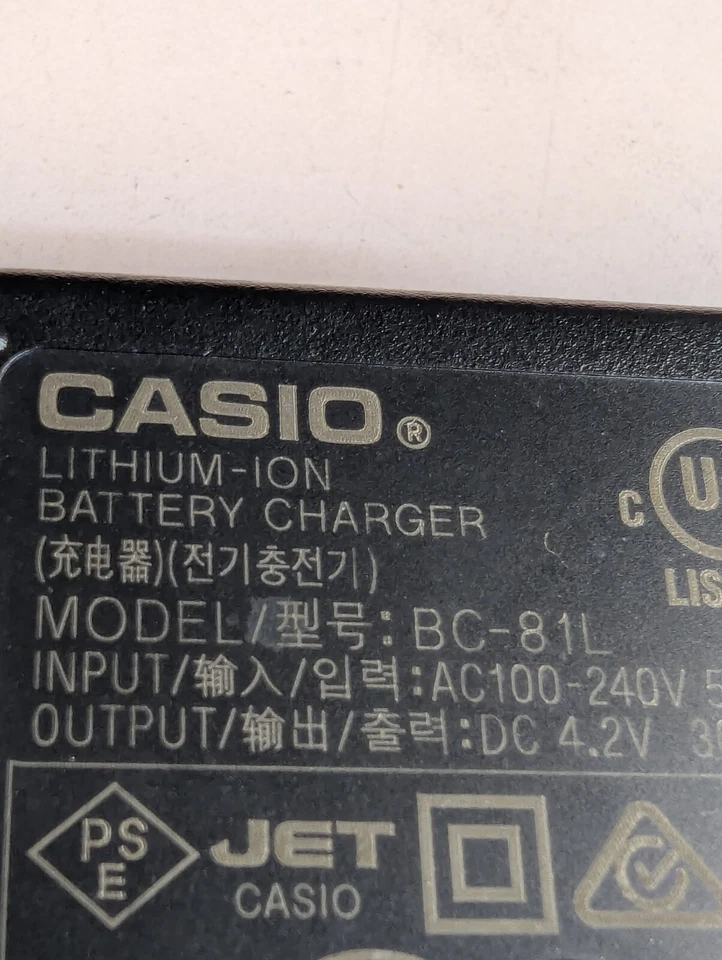 CASIO®
LITHIUM-ION
BATTERY CHARGER
(充电器)(전기충전기)
MODEL/型号: BC-81L
INPUT/输入/입력:AC100-240V
OUTPUT/输出/출력:DC 4.2V
C U
PS
E
JET
CASIO